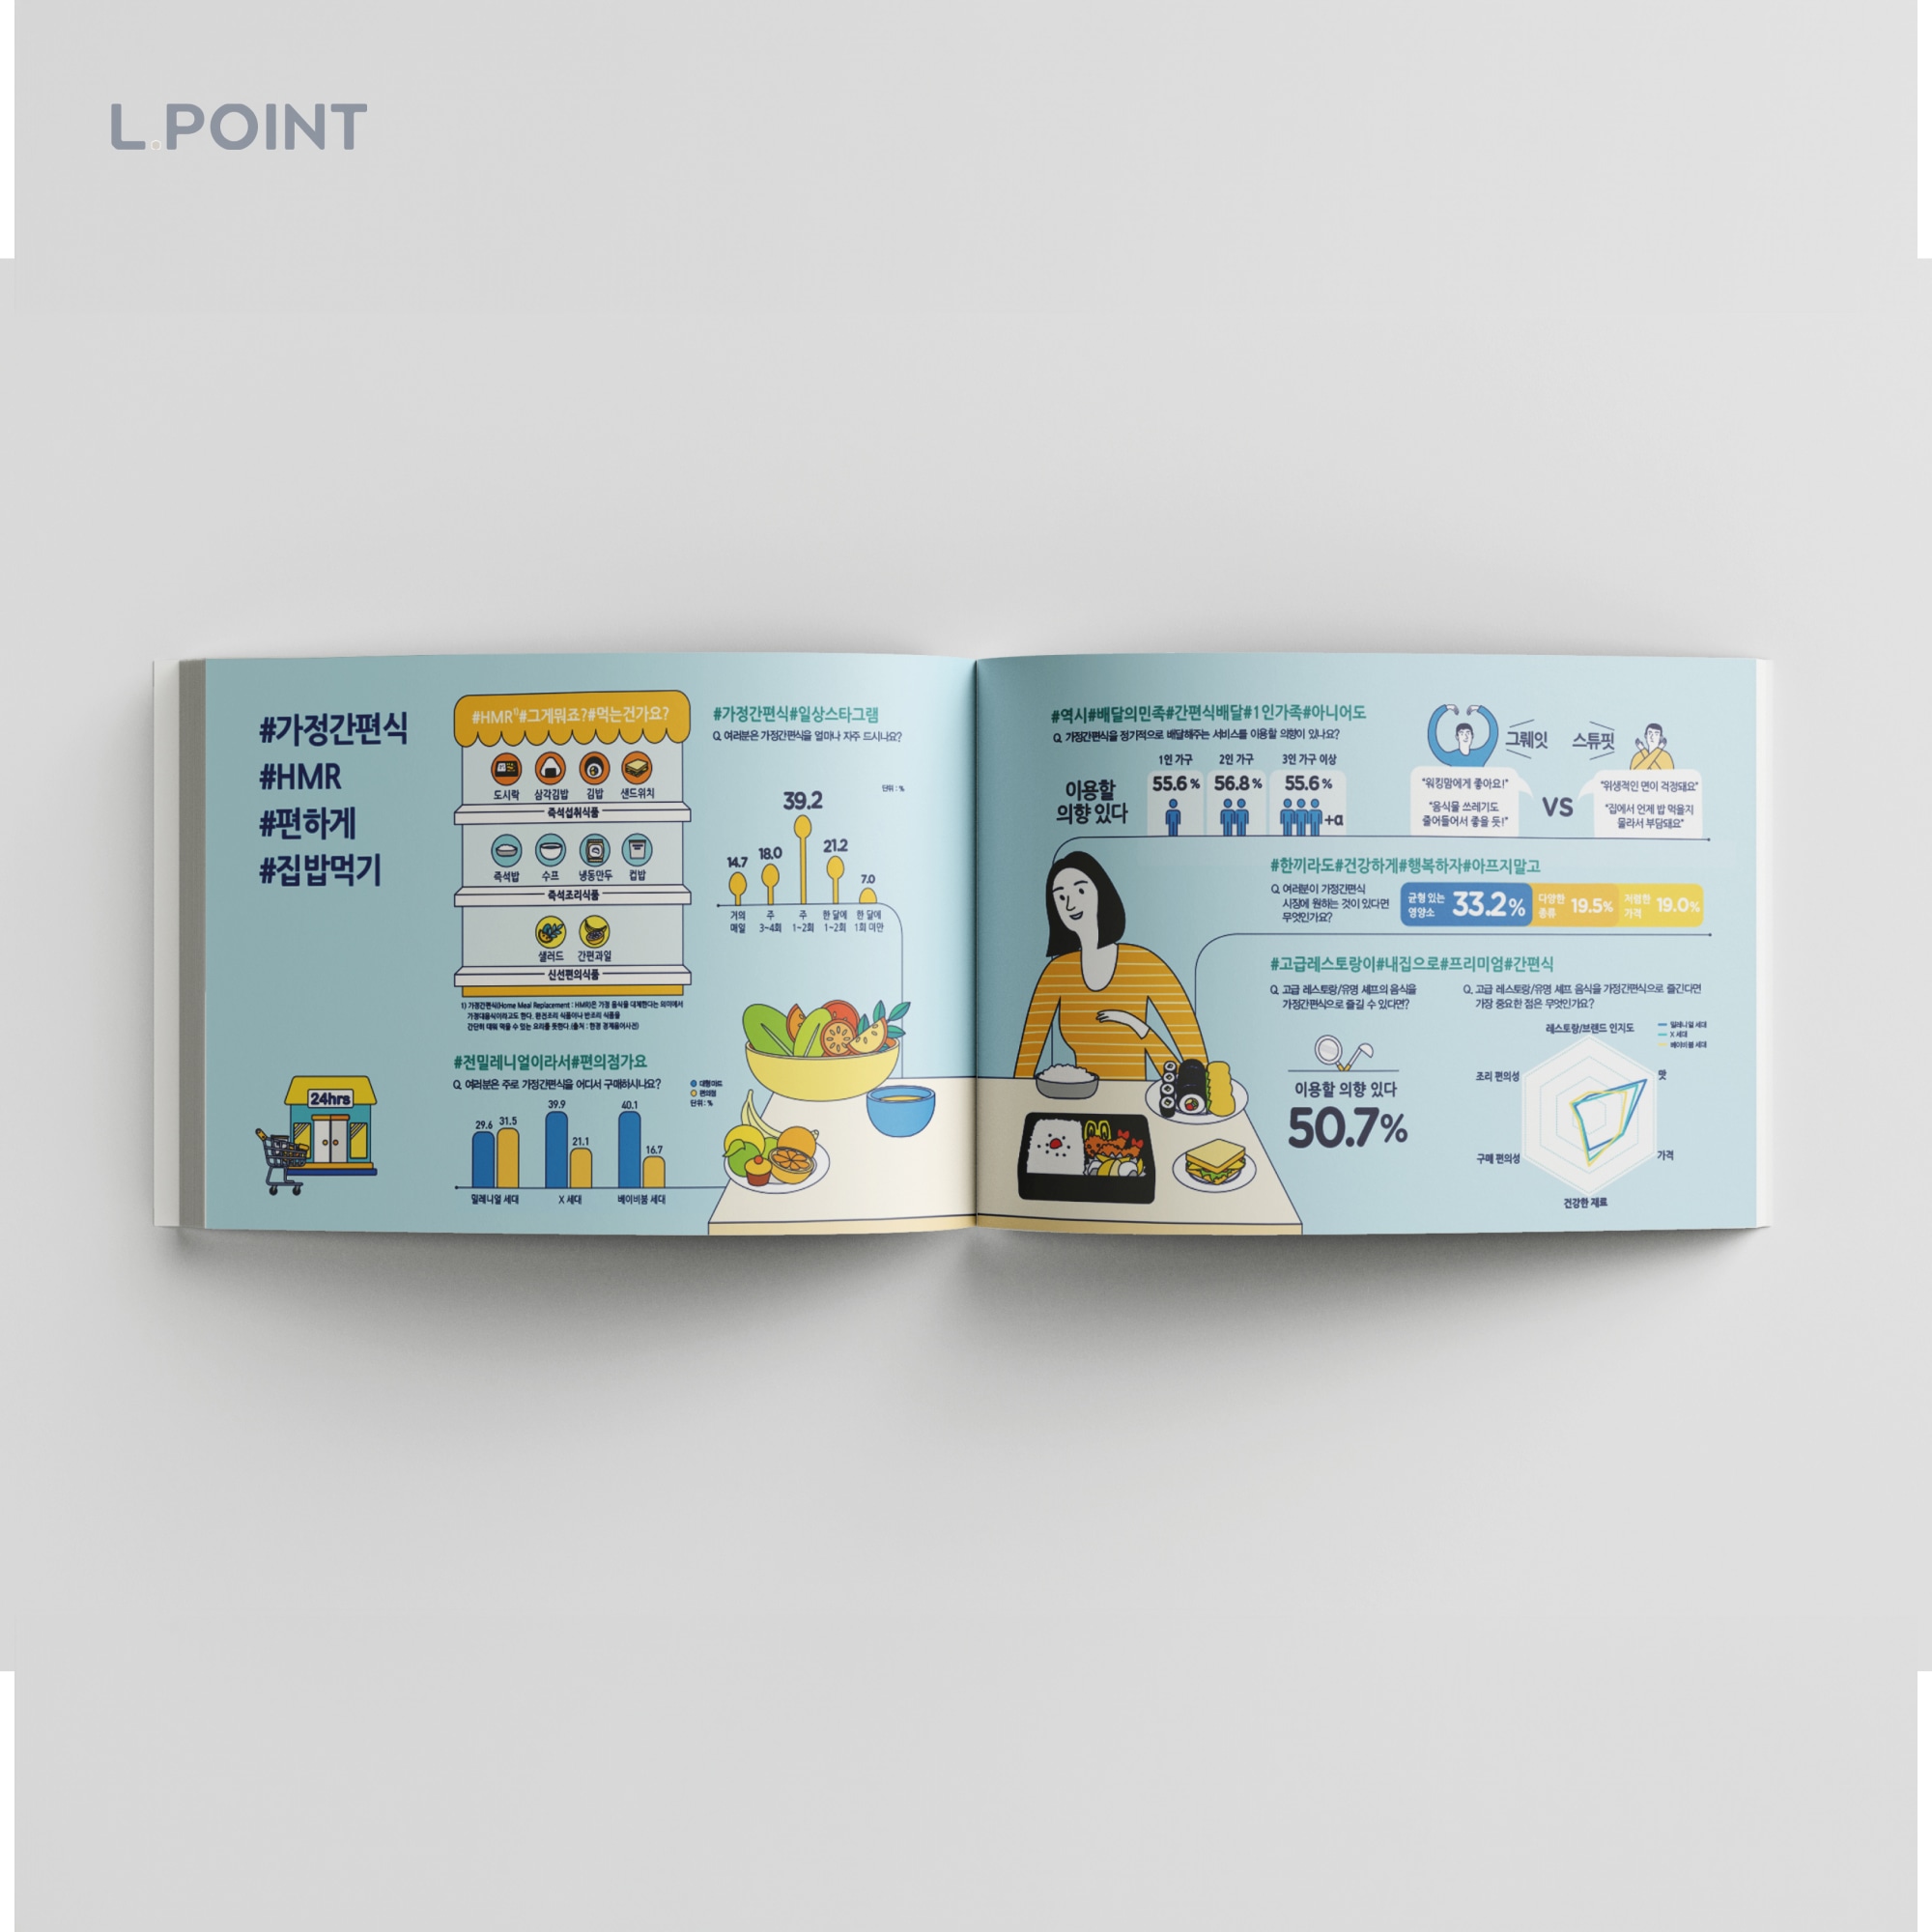 L.POINT
#가정간편식
#HMR
#편하게
#집밥먹기
24hrs
#HMR¹⁾#그게뭐죠?#먹는건가요?
도시락 삼각김밥 김밥 샌드위치
즉석섭취식품
즉석밥 수프 냉동만두 컵밥
즉석조리식품
샐러드 간편과일
신선편의식품
1) 가정간편식(Home Meal Replacement : HMR)은 가정 음식을 대체한다는 의미에서
가정대용식이라고도 한다. 완전조리 식품이나 반조리 식품을
간단히 데워 먹을 수 있는 요리를 뜻한다.(출처 : 한경 경제용어사전)
#전밀레니얼이라서#편의점가요
Q. 여러분은 주로 가정간편식을 어디서 구매하시나요?
대형마트
편의점
단위 : %
29.6 31.5 39.9 21.1 40.1 16.7
밀레니얼 세대 X 세대 베이비붐 세대
#가정간편식#일상스타그램
Q. 여러분은 가정간편식을 얼마나 자주 드시나요?
단위 : %
14.7 18.0 39.2 21.2 7.0
거의 주 주 한 달에 한 달에
매일 3~4회 1~2회 1~2회 1회 미만
#역시#배달의민족#간편식배달#1인가족#아니어도
Q. 가정간편식을 정기적으로 배달해주는 서비스를 이용할 의향이 있나요?
이용할
의향 있다
1인 가구 2인 가구 3인 가구 이상
55.6 % 56.8 % 55.6 %
+α
그뤠잇
"워킹맘에게 좋아요!"
"음식물 쓰레기도
줄어들어서 좋을 듯!"
VS
스튜핏
"위생적인 면이 걱정돼요"
"집에서 언제 밥 먹을지
몰라서 부담돼요"
#한끼라도#건강하게#행복하자#아프지말고
Q. 여러분이 가정간편식
시장에 원하는 것이 있다면
무엇인가요?
균형 있는
영양소
33.2%
다양한
종류
19.5%
저렴한
가격
19.0%
#고급레스토랑이#내집으로#프리미엄#간편식
Q. 고급 레스토랑/유명 셰프의 음식을
가정간편식으로 즐길 수 있다면?
이용할 의향 있다
50.7%
Q. 고급 레스토랑/유명 셰프 음식을 가정간편식으로 즐긴다면
가장 중요한 점은 무엇인가요?
밀레니얼 세대
X 세대
베이비붐 세대
레스토랑/브랜드 인지도
조리 편의성
맛
구매 편의성
가격
건강한 재료